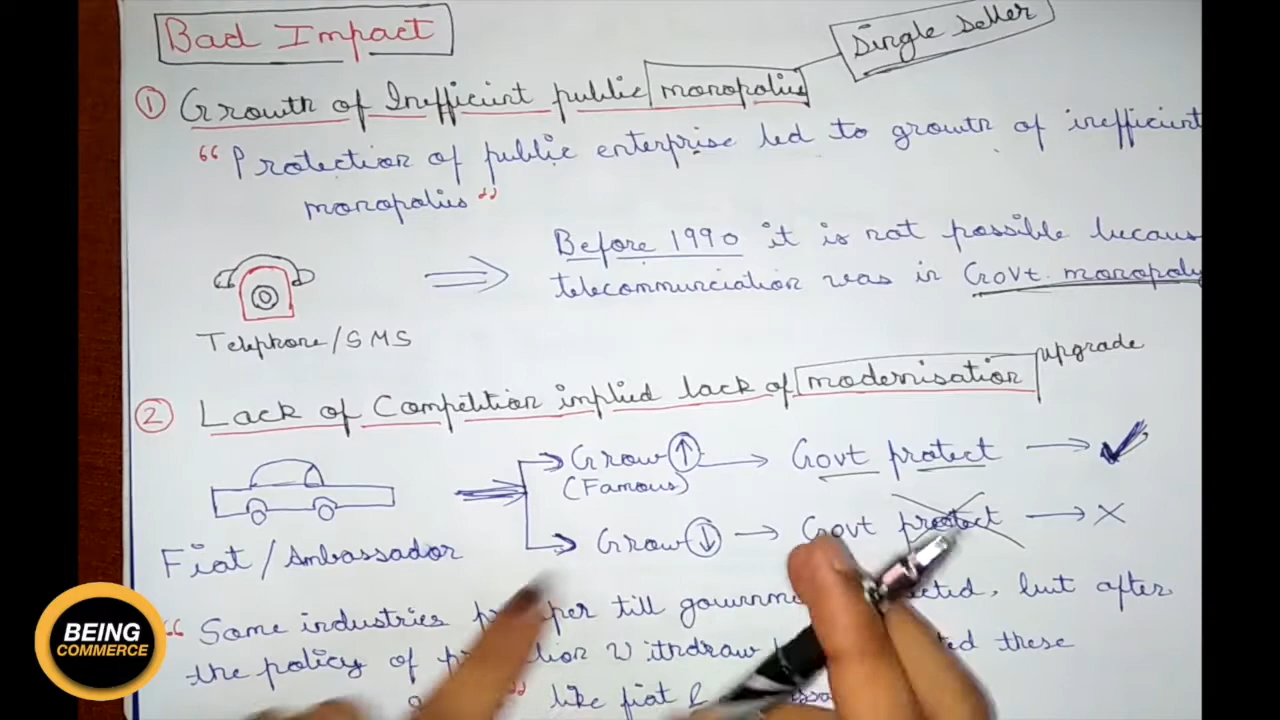 Bad Impact
Single Seller
① Growth of Inefficient public monopolies
“ Protection of public enterprise led to growth of inefficient
monopolies ”
Before 1990 it is not possible becaus
telecommunication was in Govt. monopoly
Telephone/SMS
upgrade
② Lack of Competition implied lack of modernisation
Grow ↑ → Govt protect → ✓
(Famous)
Grow ↓ → Govt protect → ×
Fiat / Ambassador
“ Some industries till , but after
the policy of withdraw these
” like fiat &
BEING
COMMERCE